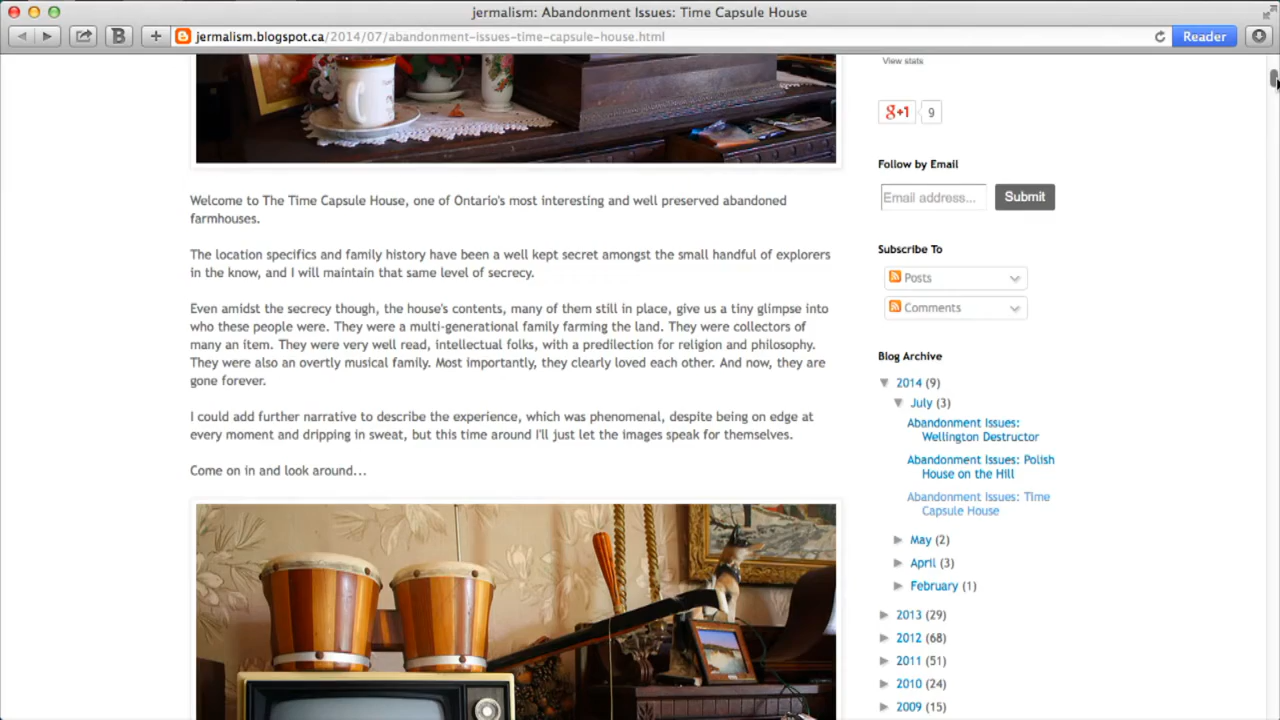 jermalism: Abandonment Issues: Time Capsule House
jermalism.blogspot.ca/2014/07/abandonment-issues-time-capsule-house.html
Reader
View stats
g+1 9
Follow by Email
Email address...
Submit
Subscribe To
Posts
Comments
Blog Archive
▼ 2014 (9)
▼ July (3)
Abandonment Issues:
Wellington Destructor
Abandonment Issues: Polish
House on the Hill
Abandonment Issues: Time
Capsule House
► May (2)
► April (3)
► February (1)
► 2013 (29)
► 2012 (68)
► 2011 (51)
► 2010 (24)
► 2009 (15)
Welcome to The Time Capsule House, one of Ontario's most interesting and well preserved abandoned
farmhouses.
The location specifics and family history have been a well kept secret amongst the small handful of explorers
in the know, and I will maintain that same level of secrecy.
Even amidst the secrecy though, the house's contents, many of them still in place, give us a tiny glimpse into
who these people were. They were a multi-generational family farming the land. They were collectors of
many an item. They were very well read, intellectual folks, with a predilection for religion and philosophy.
They were also an overtly musical family. Most importantly, they clearly loved each other. And now, they are
gone forever.
I could add further narrative to describe the experience, which was phenomenal, despite being on edge at
every moment and dripping in sweat, but this time around I'll just let the images speak for themselves.
Come on in and look around...